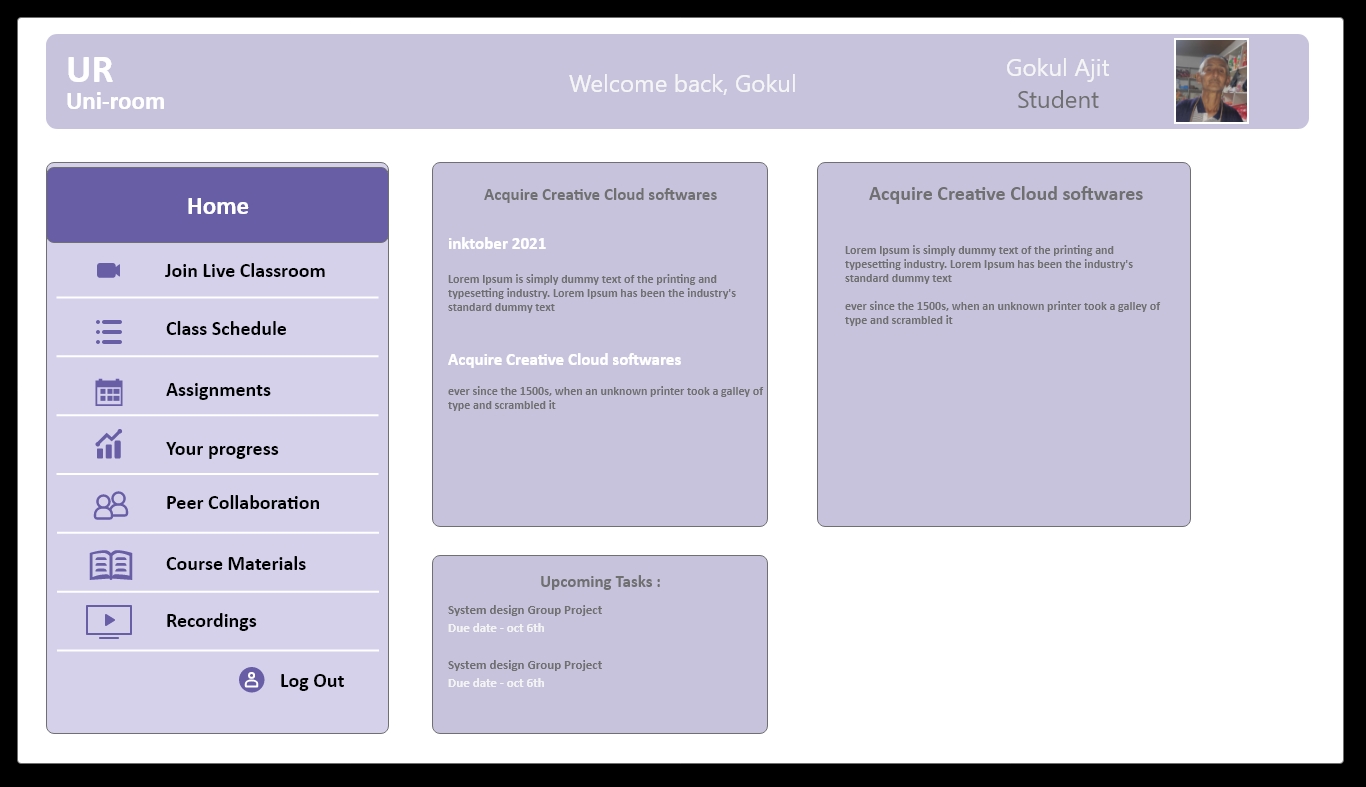 UR
Uni-room
Welcome back, Gokul
Gokul Ajit
Student
Home
Join Live Classroom
Class Schedule
Assignments
Your progress
Peer Collaboration
Course Materials
Recordings
Log Out
Acquire Creative Cloud softwares
inktober 2021
Lorem Ipsum is simply dummy text of the printing and
typesetting industry. Lorem Ipsum has been the industry's
standard dummy text
Acquire Creative Cloud softwares
ever since the 1500s, when an unknown printer took a galley of
type and scrambled it
Acquire Creative Cloud softwares
Lorem Ipsum is simply dummy text of the printing and
typesetting industry. Lorem Ipsum has been the industry's
standard dummy text
ever since the 1500s, when an unknown printer took a galley of
type and scrambled it
Upcoming Tasks :
System design Group Project
Due date - oct 6th
System design Group Project
Due date - oct 6th